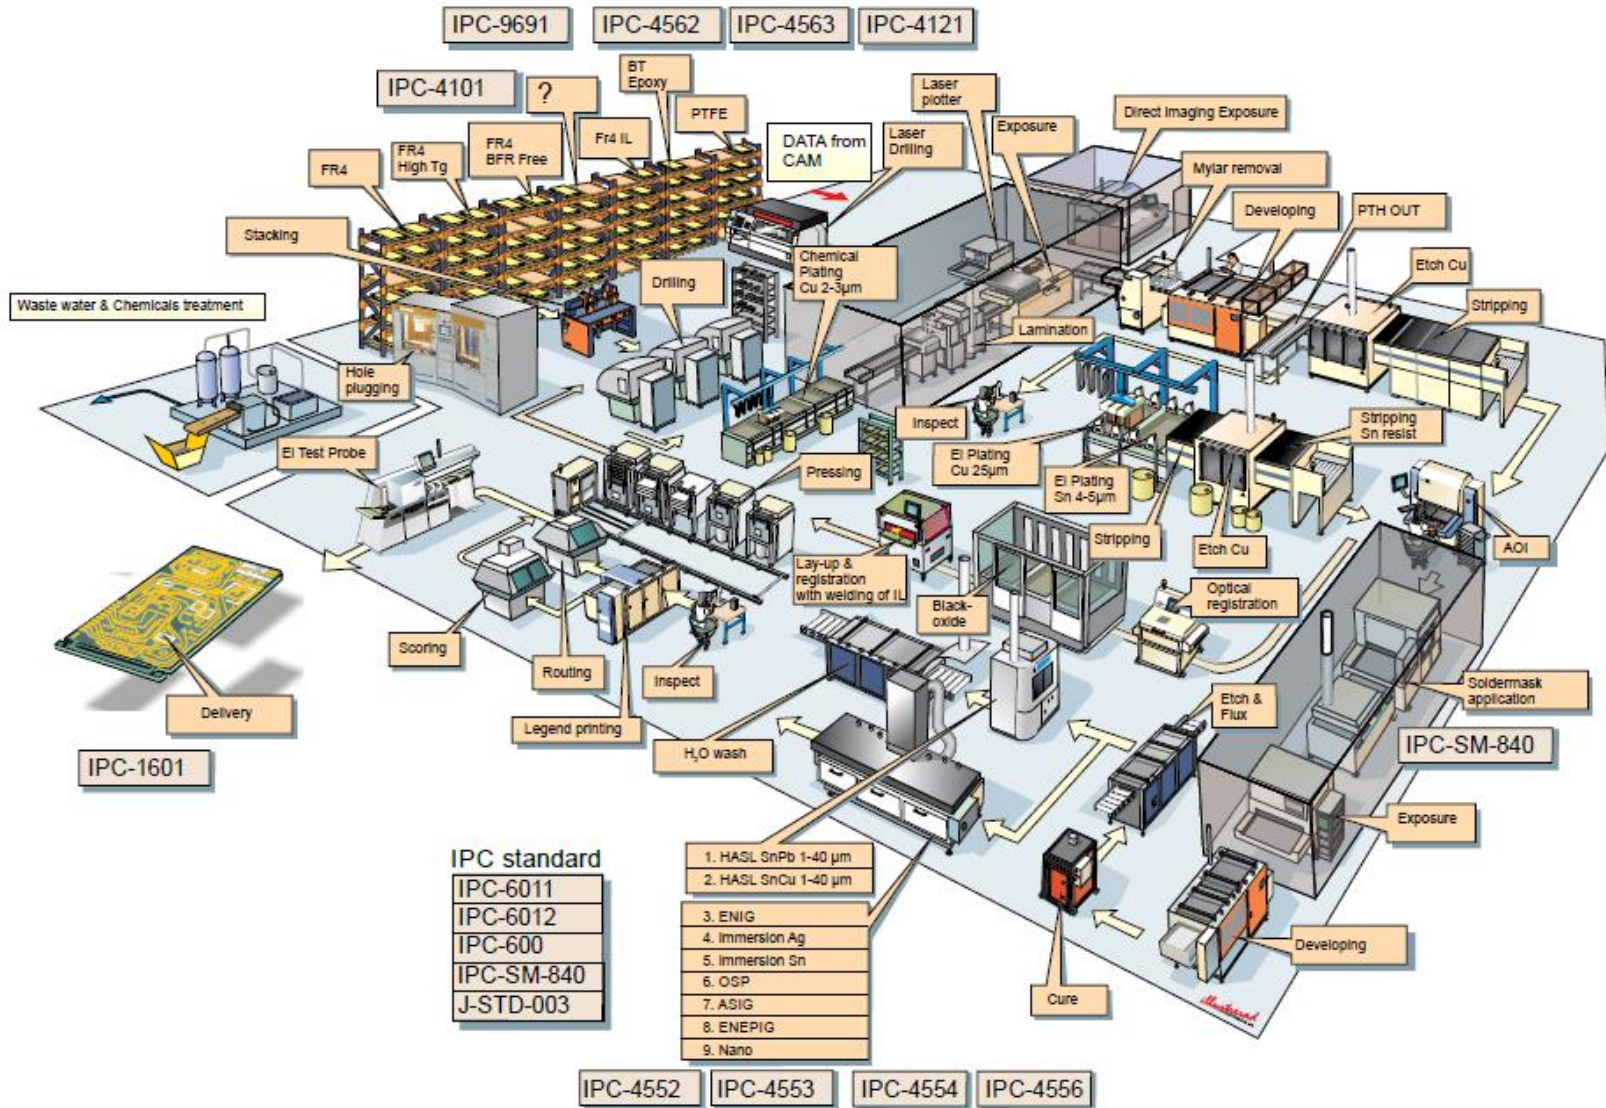 IPC-9691
IPC-4562
IPC-4563
IPC-4121
IPC-4101
?
BT
Epoxy
PTFE
Fr4 IL
FR4
BFR Free
FR4
High Tg
FR4
Stacking
DATA from
CAM
Laser
Drilling
Laser
plotter
Exposure
Direct Imaging Exposure
Mylar removal
Developing
PTH OUT
Etch Cu
Stripping
Chemical
Plating
Cu 2-3µm
Drilling
Lamination
Waste water & Chemicals treatment
Hole
plugging
Inspect
El Plating
Cu 25µm
El Plating
Sn 4-5µm
Stripping
Sn resist
El Test Probe
Pressing
Stripping
Etch Cu
AOI
Lay-up &
registration
with welding of IL
Black-
oxide
Optical
registration
Scoring
Routing
Inspect
Legend printing
H₂O wash
Etch &
Flux
Soldermask
application
IPC-SM-840
Delivery
IPC-1601
Exposure
IPC standard
IPC-6011
IPC-6012
IPC-600
IPC-SM-840
J-STD-003
1. HASL SnPb 1-40 µm
2. HASL SnCu 1-40 µm
3. ENIG
4. Immersion Ag
5. Immersion Sn
6. OSP
7. ASIG
8. ENEPIG
9. Nano
Cure
Developing
IPC-4552
IPC-4553
IPC-4554
IPC-4556